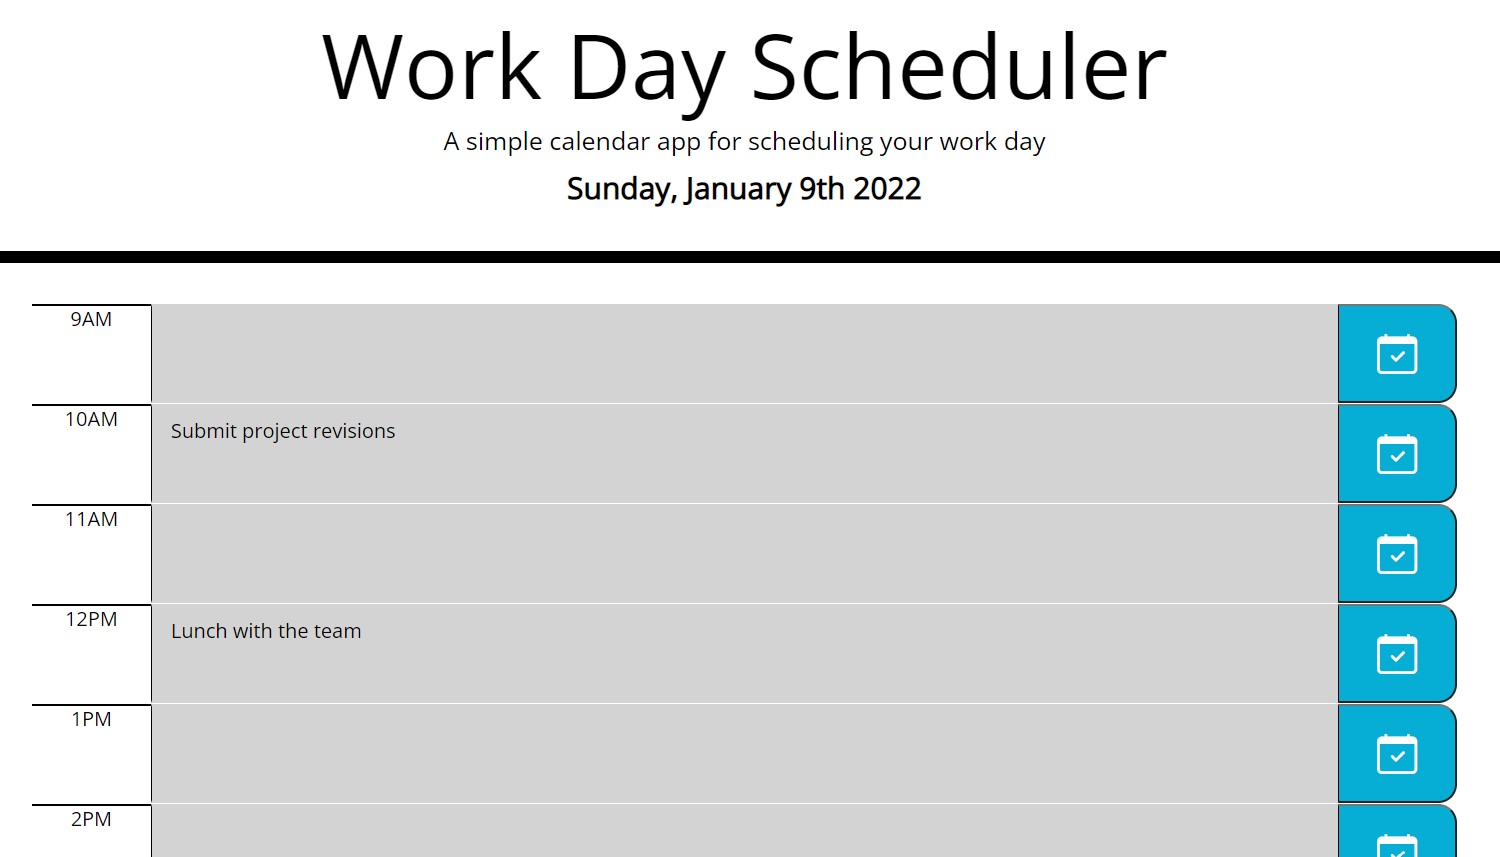 Work Day Scheduler
A simple calendar app for scheduling your work day
Sunday, January 9th 2022
9AM
10AM
Submit project revisions
11AM
12PM
Lunch with the team
1PM
2PM